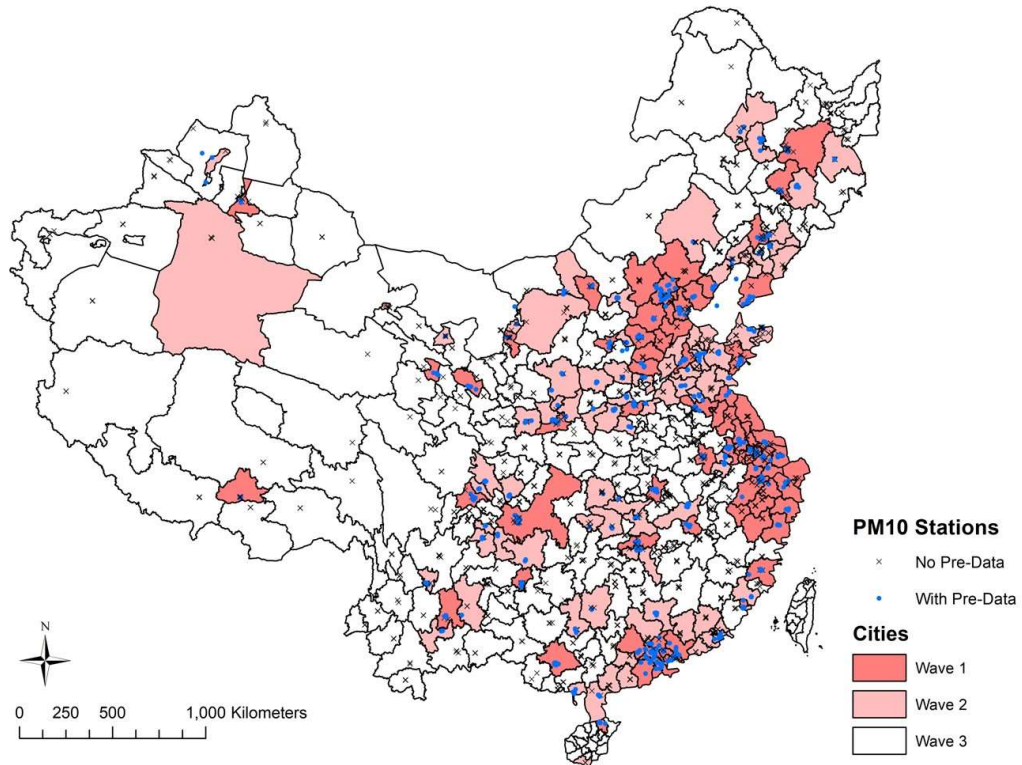 PM10 Stations
No Pre-Data
With Pre-Data
Cities
Wave 1
Wave 2
Wave 3
N
0 250 500 1,000 Kilometers